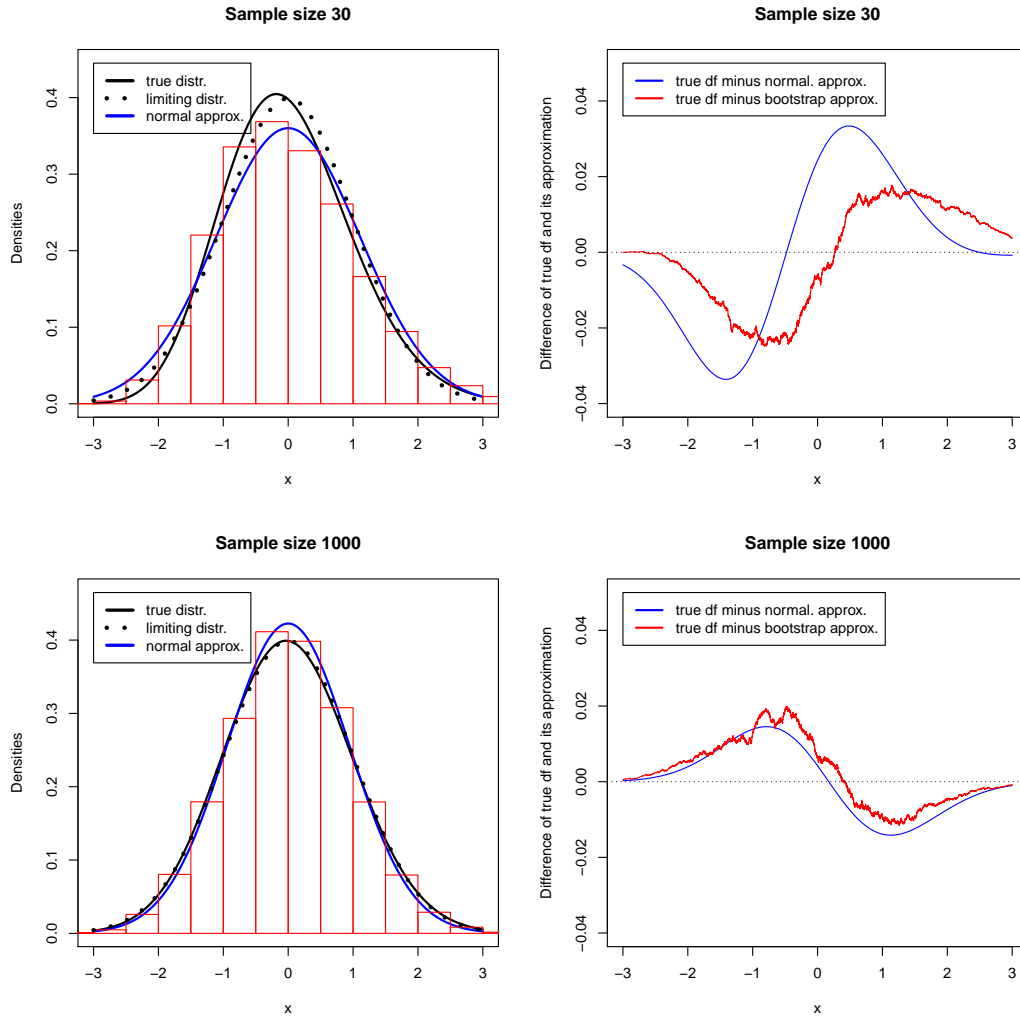 Sample size 30
true distr.
limiting distr.
normal approx.
Densities
0.0
0.1
0.2
0.3
0.4
−3
−2
−1
0
1
2
3
x
Sample size 30
true df minus normal. approx.
true df minus bootstrap approx.
Difference of true df and its approximation
−0.04
−0.02
0.00
0.02
0.04
−3
−2
−1
0
1
2
3
x
Sample size 1000
true distr.
limiting distr.
normal approx.
Densities
0.0
0.1
0.2
0.3
0.4
−3
−2
−1
0
1
2
3
x
Sample size 1000
true df minus normal. approx.
true df minus bootstrap approx.
Difference of true df and its approximation
−0.04
−0.02
0.00
0.02
0.04
−3
−2
−1
0
1
2
3
x